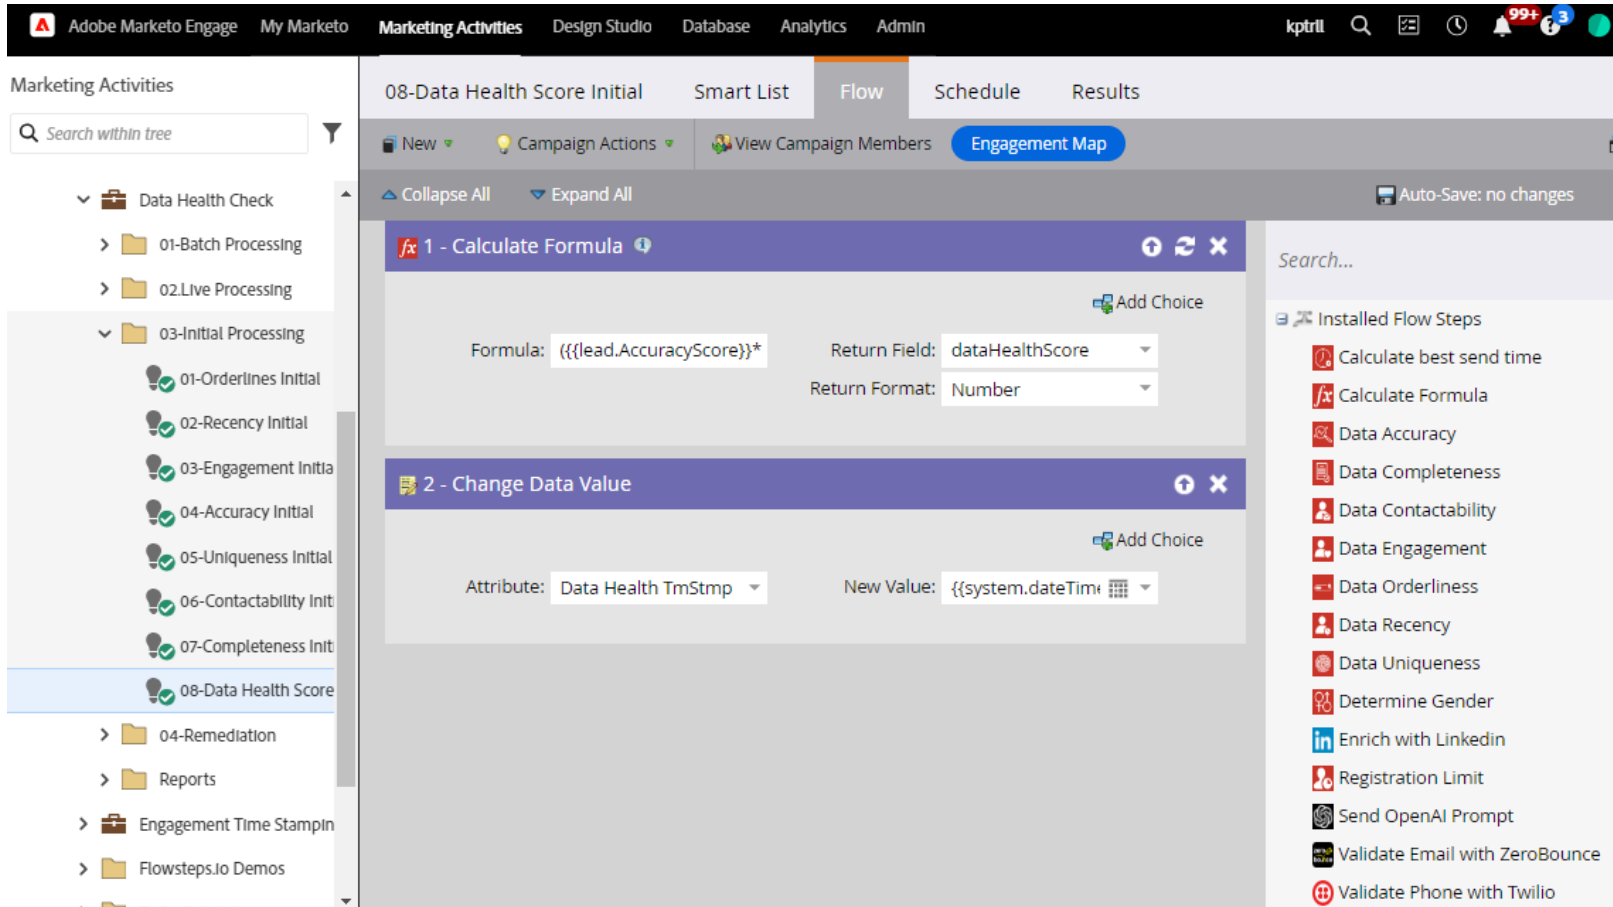 Adobe Marketo Engage My Marketo Marketing Activities Design Studio Database Analytics Admin kptrll 99+ 3
Marketing Activities
Search within tree
Data Health Check
01-Batch Processing
02.Live Processing
03-Initial Processing
01-Orderlines Initial
02-Recency Initial
03-Engagement Initia
04-Accuracy Initial
05-Uniqueness Initial
06-Contactability Init
07-Completeness Init
08-Data Health Score
04-Remediation
Reports
Engagement Time Stampin
Flowsteps.io Demos
08-Data Health Score Initial Smart List Flow Schedule Results
New Campaign Actions View Campaign Members Engagement Map
Collapse All Expand All Auto-Save: no changes
fx 1 - Calculate Formula
Add Choice
Formula: ({{{lead.AccuracyScore}}* Return Field: dataHealthScore
Return Format: Number
2 - Change Data Value
Add Choice
Attribute: Data Health TmStmp New Value: {{system.dateTime
Search...
Installed Flow Steps
Calculate best send time
fx Calculate Formula
Data Accuracy
Data Completeness
Data Contactability
Data Engagement
Data Orderliness
Data Recency
Data Uniqueness
Determine Gender
in Enrich with Linkedin
Registration Limit
Send OpenAI Prompt
Validate Email with ZeroBounce
Validate Phone with Twilio